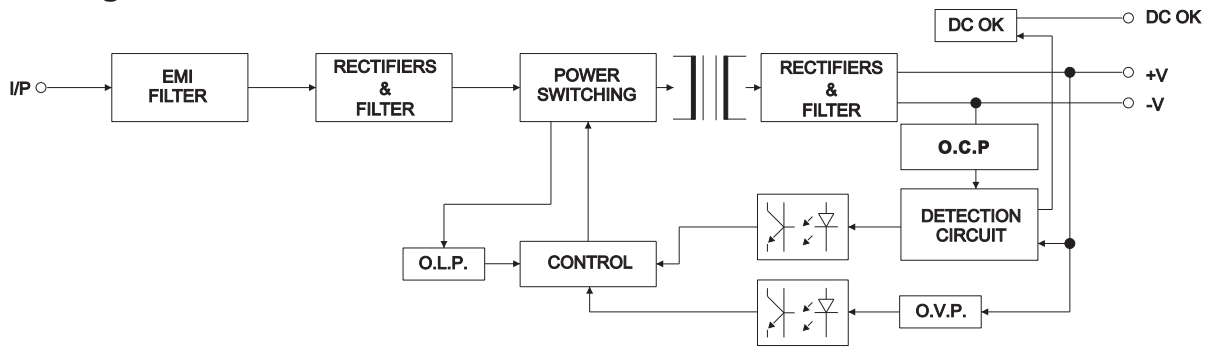 DC OK
DC OK
I/P
EMI
FILTER
RECTIFIERS
&
FILTER
POWER
SWITCHING
RECTIFIERS
&
FILTER
+V
-V
O.C.P
DETECTION
CIRCUIT
O.L.P.
CONTROL
O.V.P.